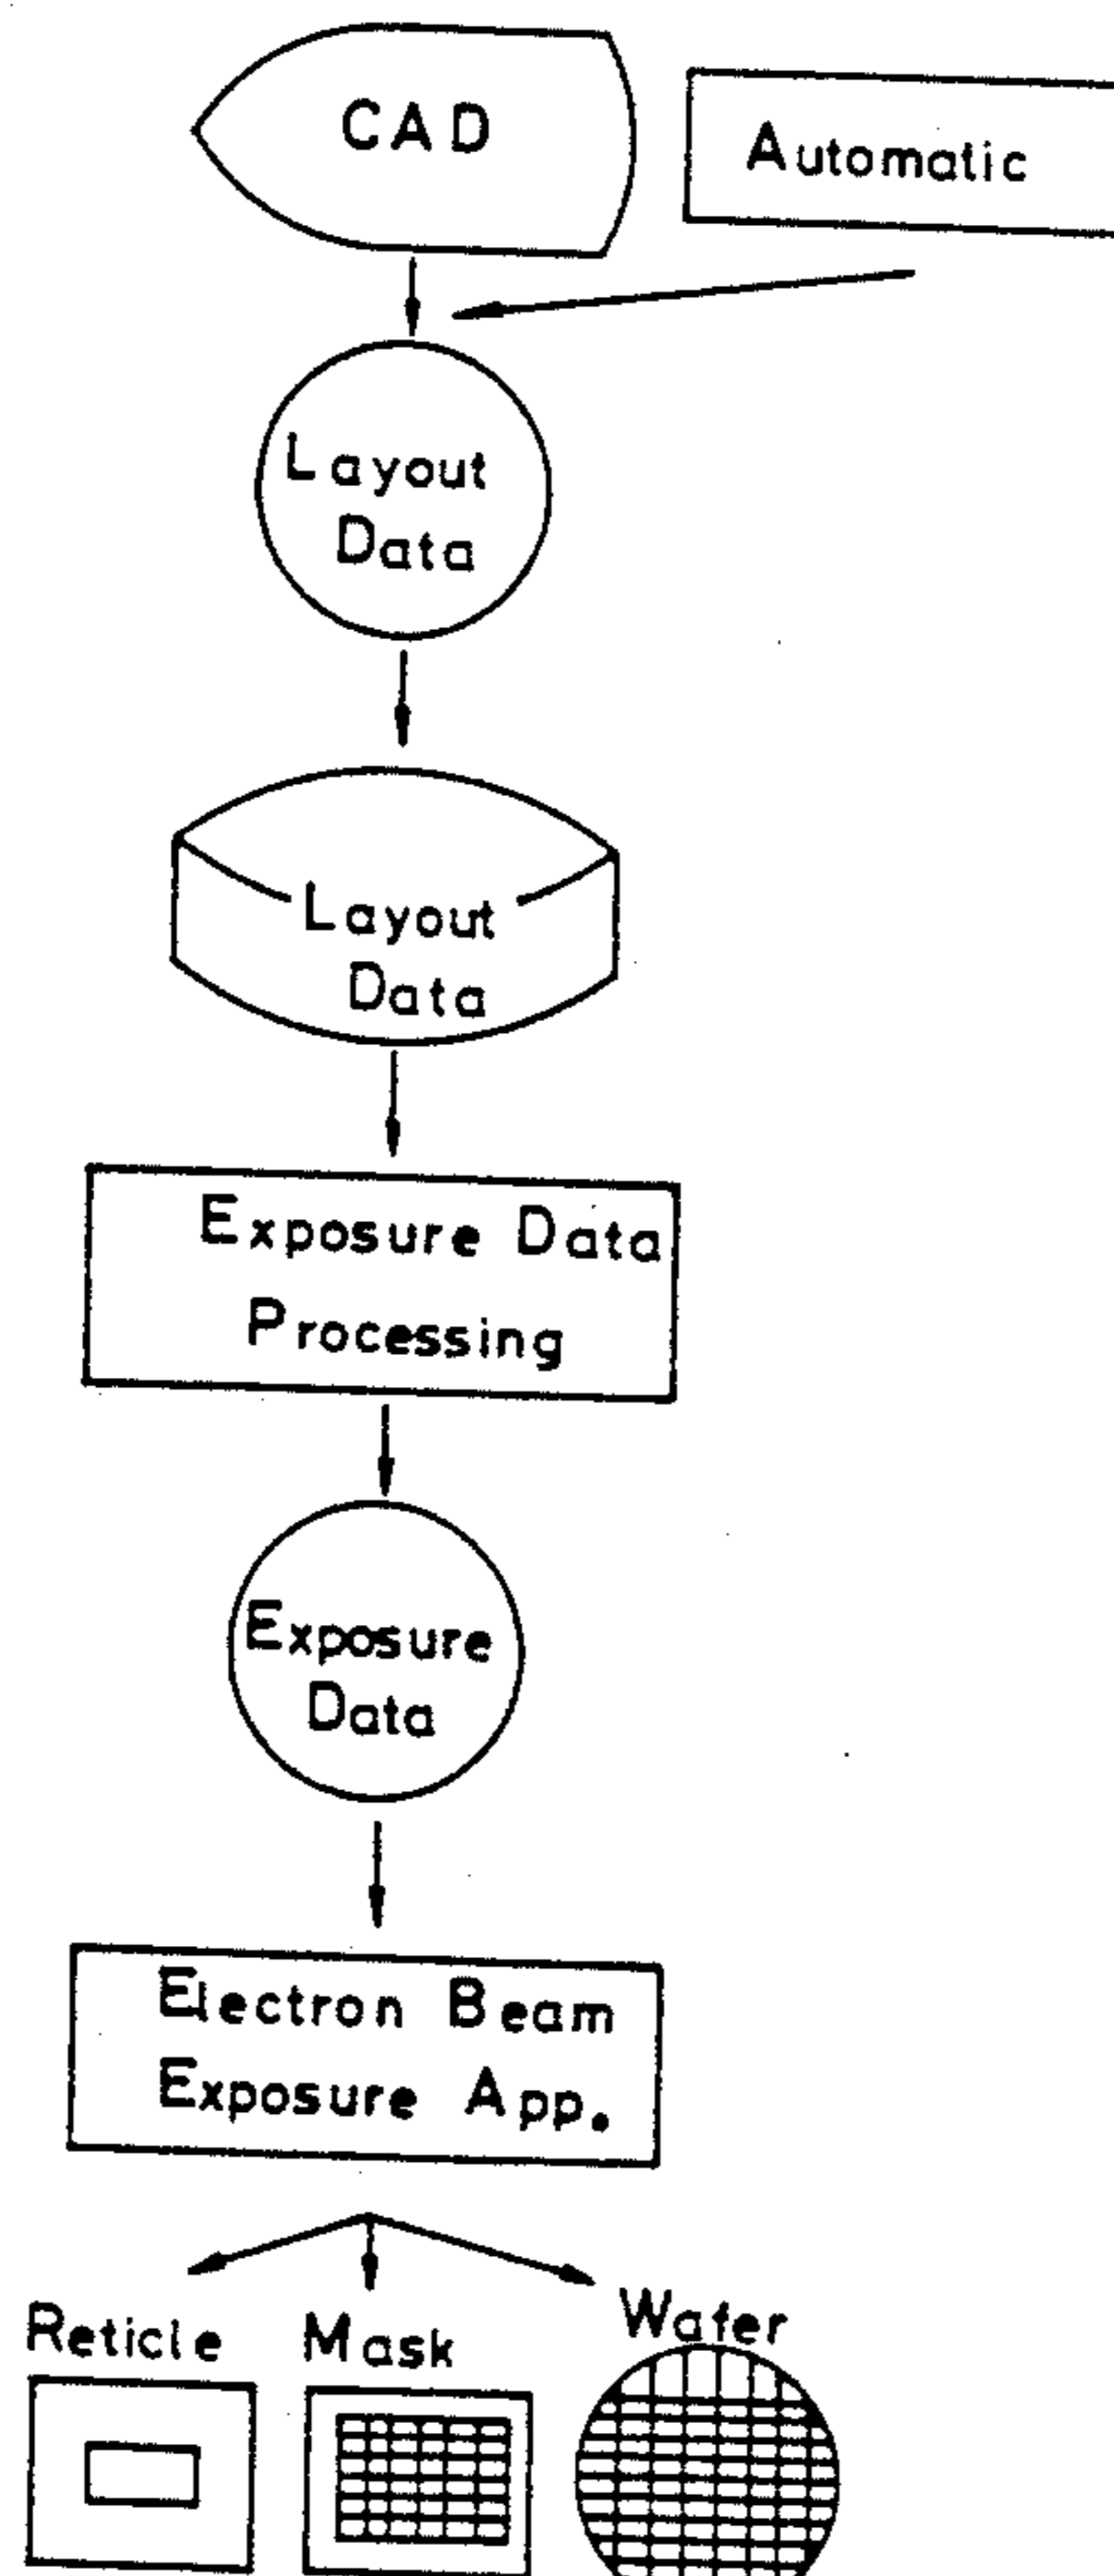 CAD
Automatic
Layout
Data
Layout
Data
Exposure Data
Processing
Exposure
Data
Electron Beam
Exposure App.
Reticle
Mask
Wafer